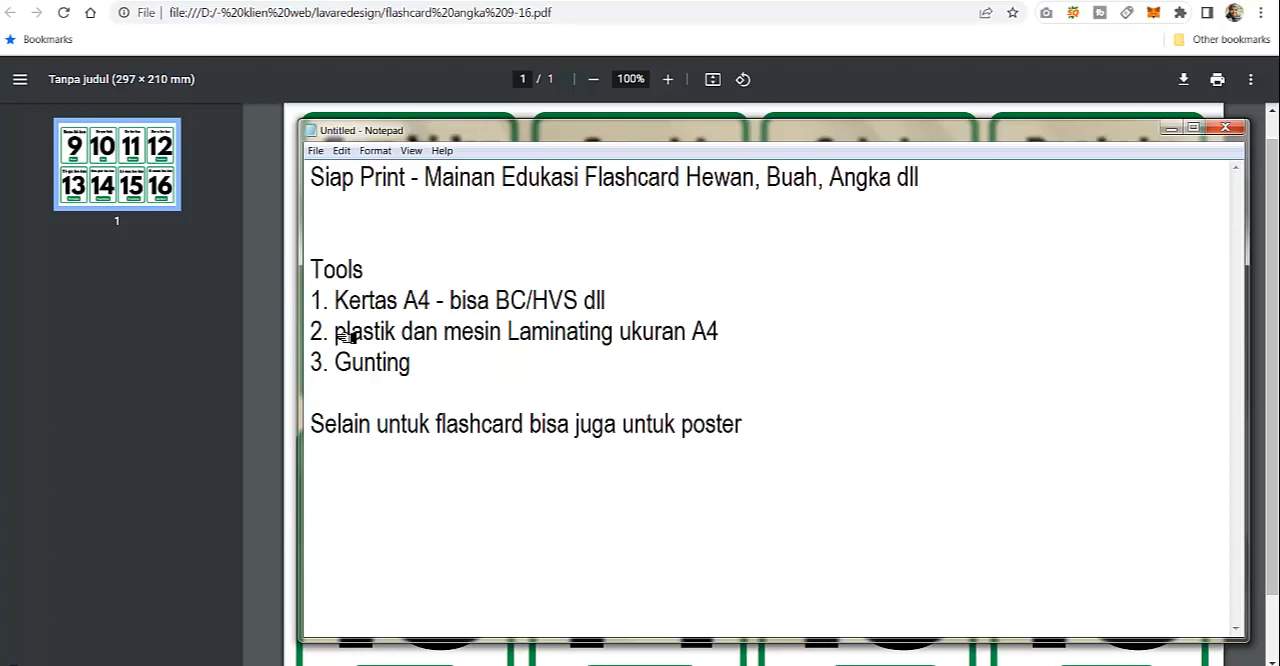 File
file:///D:/-%20klien%20web/lavaredesign/flashcard%20angka%209-16.pdf
Bookmarks
Other bookmarks
Tanpa judul (297 × 210 mm)
1 / 1
100%
9 10 11 12
13 14 15 16
1
Untitled - Notepad
File Edit Format View Help
Siap Print - Mainan Edukasi Flashcard Hewan, Buah, Angka dll
Tools
1. Kertas A4 - bisa BC/HVS dll
2. plastik dan mesin Laminating ukuran A4
3. Gunting
Selain untuk flashcard bisa juga untuk poster